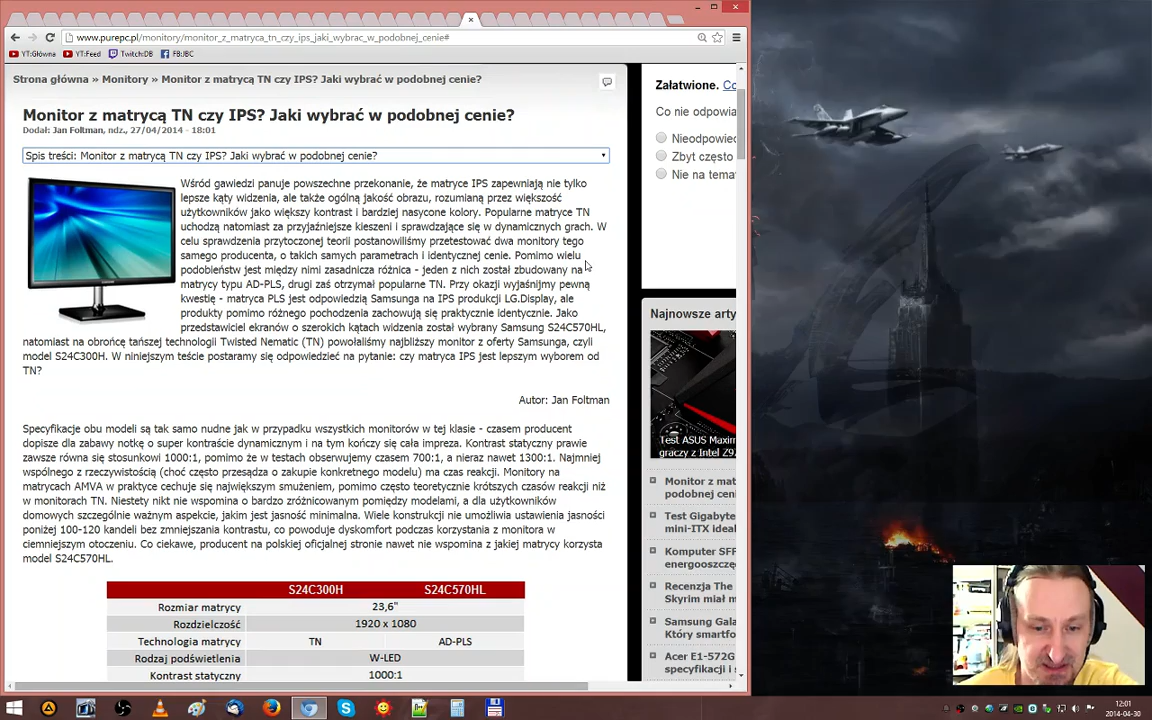 www.purepc.pl/monitory/monitor_z_matryca_tn_czy_ips_jaki_wybrac_w_podobnej_cenie#
YT:Główna YT:Feed Twitch:DB FB:JBC
Strona główna » Monitory » Monitor z matrycą TN czy IPS? Jaki wybrać w podobnej cenie?
Monitor z matrycą TN czy IPS? Jaki wybrać w podobnej cenie?
Dodał: Jan Foltman, ndz., 27/04/2014 - 18:01
Spis treści: Monitor z matrycą TN czy IPS? Jaki wybrać w podobnej cenie?
Wśród gawiedzi panuje powszechne przekonanie, że matryce IPS zapewniają nie tylko
lepsze kąty widzenia, ale także ogólną jakość obrazu, rozumianą przez większość
użytkowników jako większy kontrast i bardziej nasycone kolory. Popularne matryce TN
uchodzą natomiast za przyjaźniejsze kieszeni i sprawdzające się w dynamicznych grach. W
celu sprawdzenia przytoczonej teorii postanowiliśmy przetestować dwa monitory tego
samego producenta, o takich samych parametrach i identycznej cenie. Pomimo wielu
podobieństw jest między nimi zasadnicza różnica - jeden z nich został zbudowany na
matrycy typu AD-PLS, drugi zaś otrzymał popularne TN. Przy okazji wyjaśnijmy pewną
kwestię - matryca PLS jest odpowiedzią Samsunga na IPS produkcji LG.Display, ale
produkty pomimo różnego pochodzenia zachowują się praktycznie identycznie. Jako
przedstawiciel ekranów o szerokich kątach widzenia został wybrany Samsung S24C570HL,
natomiast na obrońcę tańszej technologii Twisted Nematic (TN) powołaliśmy najbliższy monitor z oferty Samsunga, czyli
model S24C300H. W niniejszym teście postaramy się odpowiedzieć na pytanie: czy matryca IPS jest lepszym wyborem od
TN?
Autor: Jan Foltman
Specyfikacje obu modeli są tak samo nudne jak w przypadku wszystkich monitorów w tej klasie - czasem producent
dopisze dla zabawy notkę o super kontraście dynamicznym i na tym kończy się cała impreza. Kontrast statyczny prawie
zawsze równa się stosunkowi 1000:1, pomimo że w testach obserwujemy czasem 700:1, a nieraz nawet 1300:1. Najmniej
wspólnego z rzeczywistością (choć często przesądza o zakupie konkretnego modelu) ma czas reakcji. Monitory na
matrycach AMVA w praktyce cechuje się największym smużeniem, pomimo często teoretycznie krótszych czasów reakcji niż
w monitorach TN. Niestety nikt nie wspomina o bardzo zróżnicowanym pomiędzy modelami, a dla użytkowników
domowych szczególnie ważnym aspekcie, jakim jest jasność minimalna. Wiele konstrukcji nie umożliwia ustawienia jasności
poniżej 100-120 kandeli bez zmniejszania kontrastu, co powoduje dyskomfort podczas korzystania z monitora w
ciemniejszym otoczeniu. Co ciekawe, producent na polskiej oficjalnej stronie nawet nie wspomina z jakiej matrycy korzysta
model S24C570HL.
S24C300H S24C570HL
Rozmiar matrycy 23,6"
Rozdzielczość 1920 x 1080
Technologia matrycy TN AD-PLS
Rodzaj podświetlenia W-LED
Kontrast statyczny 1000:1
Załatwione. Co
Co nie odpowia
Nieodpowied
Zbyt często
Nie na temat
Najnowsze arty
Test ASUS Maxim
graczy z Intel Z9
Monitor z mat
podobnej ceni
Test Gigabyte
mini-ITX ideal
Komputer SFF
energooszczę
Recenzja The
Skyrim miał m
Samsung Gala
Który smartfo
Acer E1-572G
specyfikacji i
12:01
2014-04-30